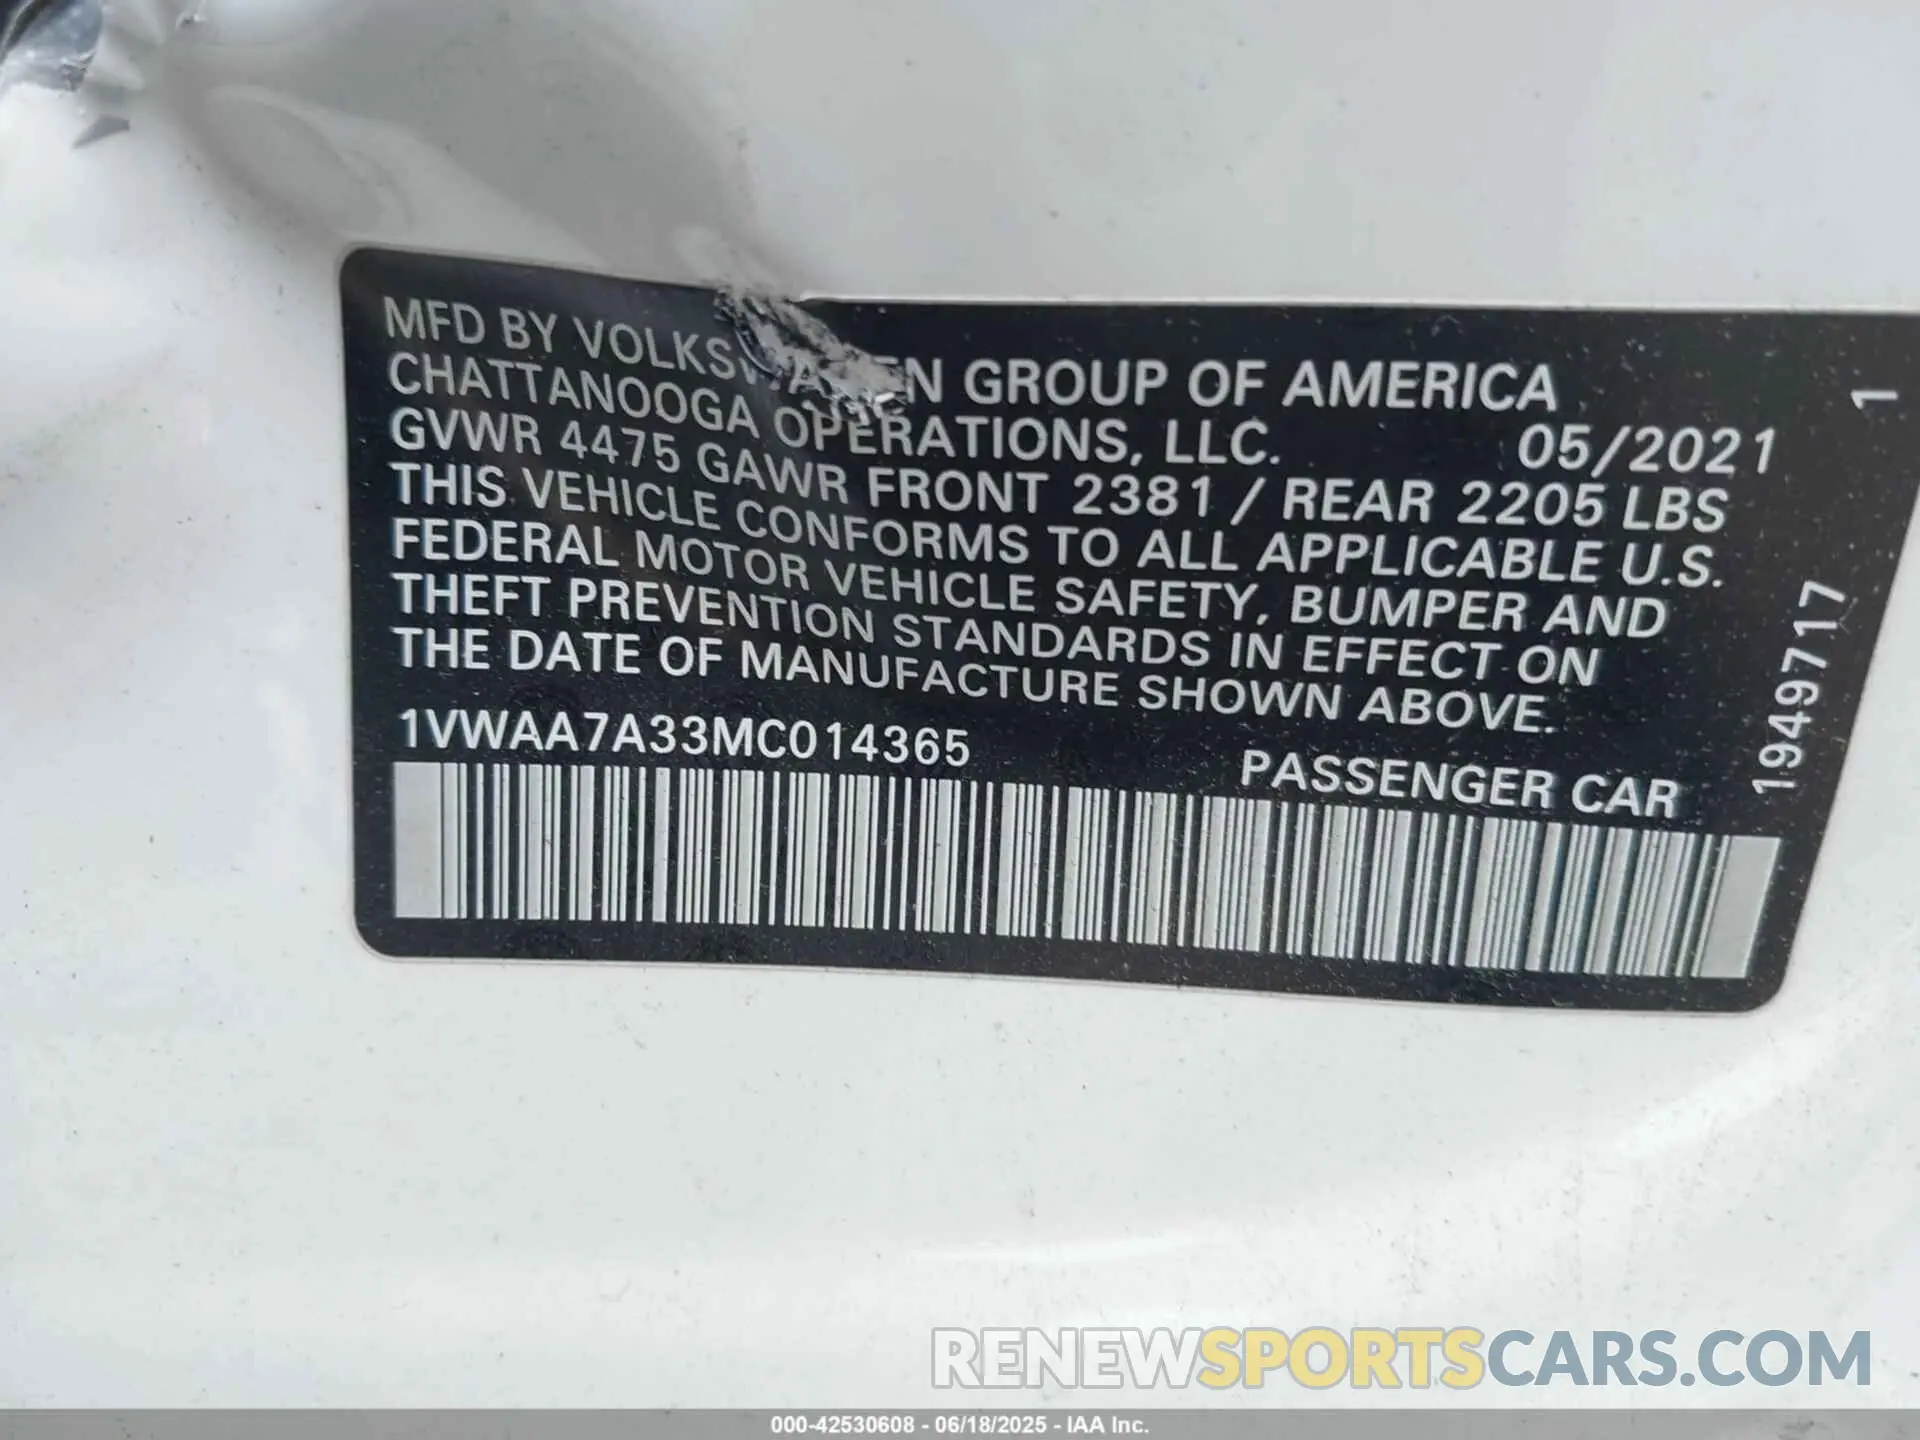 MFD BY VOLKSWAGEN GROUP OF AMERICA
CHATTANOOGA OPERATIONS, LLC. 05/2021
GVWR 4475 GAWR FRONT 2381 / REAR 2205 LBS
THIS VEHICLE CONFORMS TO ALL APPLICABLE U.S.
FEDERAL MOTOR VEHICLE SAFETY, BUMPER AND
THEFT PREVENTION STANDARDS IN EFFECT ON
THE DATE OF MANUFACTURE SHOWN ABOVE.
1VWAA7A33MC014365
PASSENGER CAR
1949717 1
RENEWSPORTSCARS.COM
000-42530608 - 06/18/2025 - IAA Inc.